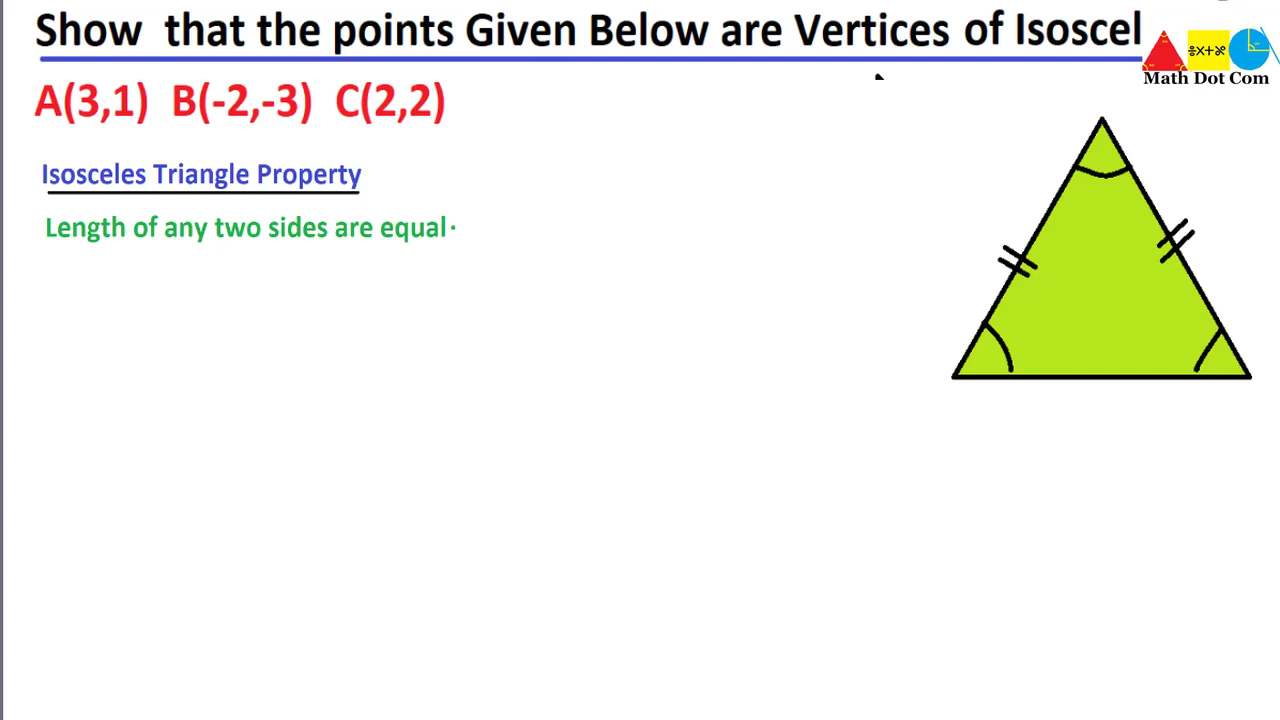 Show that the points Given Below are Vertices of Isoscel
÷×+
Math Dot Com
A(3,1) B(-2,-3) C(2,2)
Isosceles Triangle Property
Length of any two sides are equal